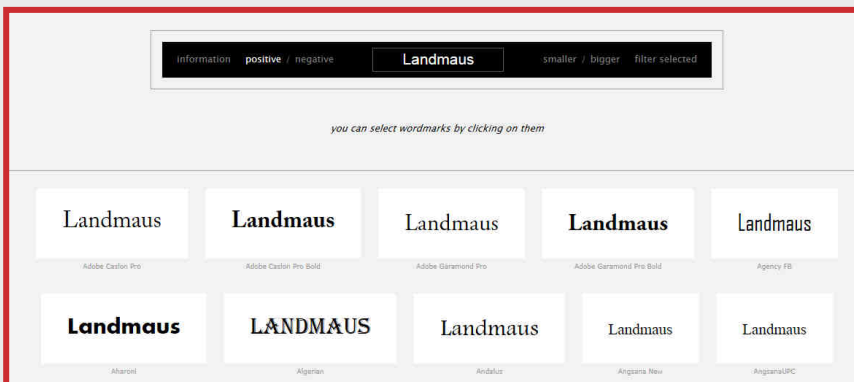 information positive / negative Landmaus smaller / bigger filter selected
you can select wordmarks by clicking on them
Landmaus Landmaus Landmaus Landmaus Landmaus
Adobe Caslon Pro Adobe Caslon Pro Bold Adobe Garamond Pro Adobe Garamond Pro Bold Agency FB
Landmaus LANDMAUS Landmaus Landmaus Landmaus
Aharoni Algerian Andalus Angsana New AngsanaUPC